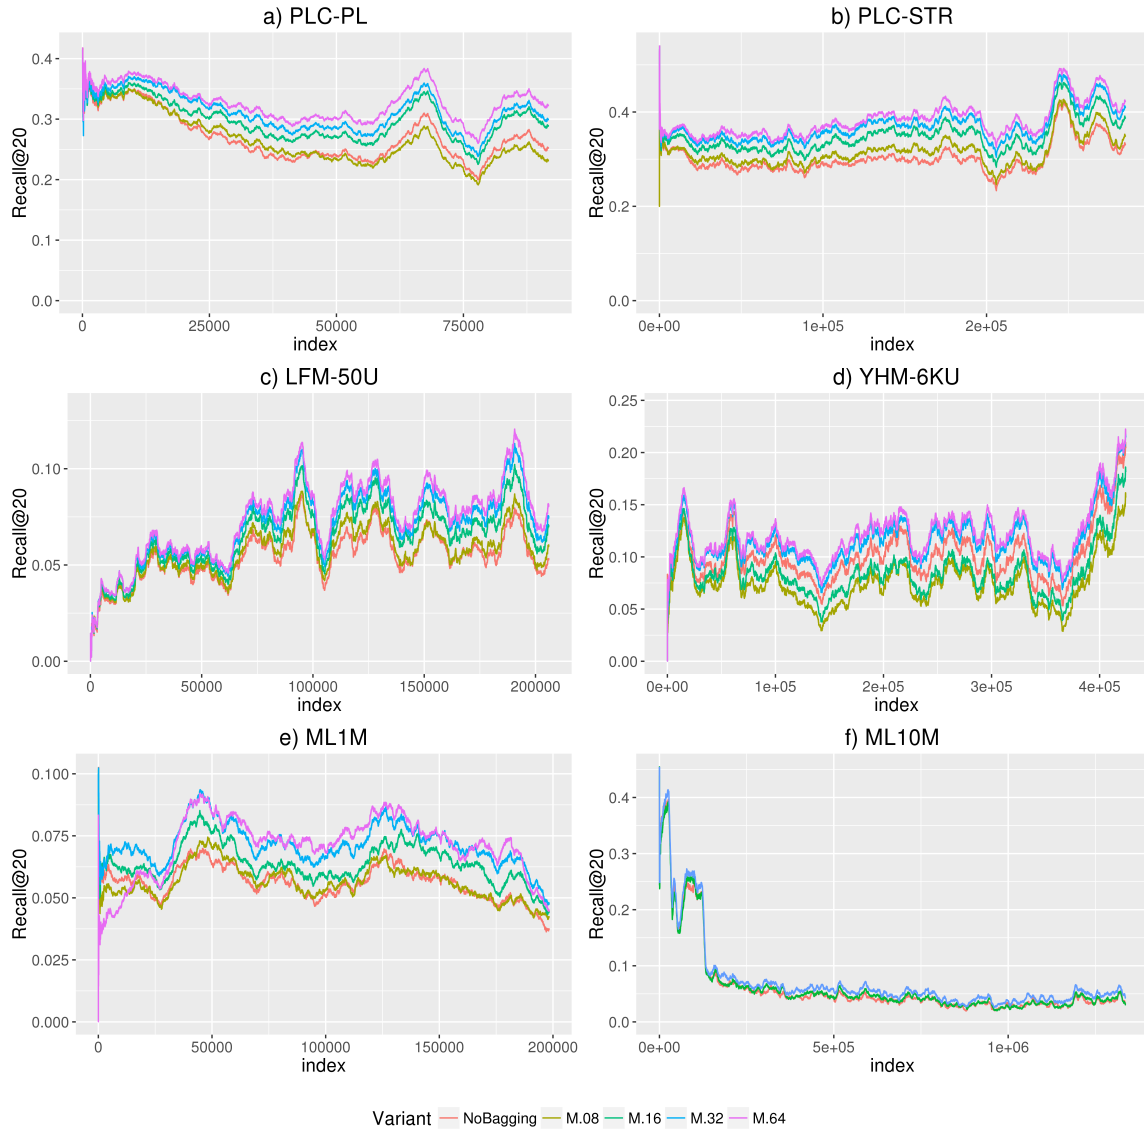 a) PLC-PL
b) PLC-STR
Recall@20
0.4
0.3
0.2
0.1
0.0
0
25000
50000
75000
index
Recall@20
0.4
0.2
0.0
0e+00
1e+05
2e+05
index
c) LFM-50U
d) YHM-6KU
Recall@20
0.10
0.05
0.00
0
50000
100000
150000
200000
index
Recall@20
0.25
0.20
0.15
0.10
0.05
0.00
0e+00
1e+05
2e+05
3e+05
4e+05
index
e) ML1M
f) ML10M
Recall@20
0.100
0.075
0.050
0.025
0.000
0
50000
100000
150000
200000
index
Recall@20
0.4
0.3
0.2
0.1
0.0
0e+00
5e+05
1e+06
index
Variant NoBagging M.08 M.16 M.32 M.64